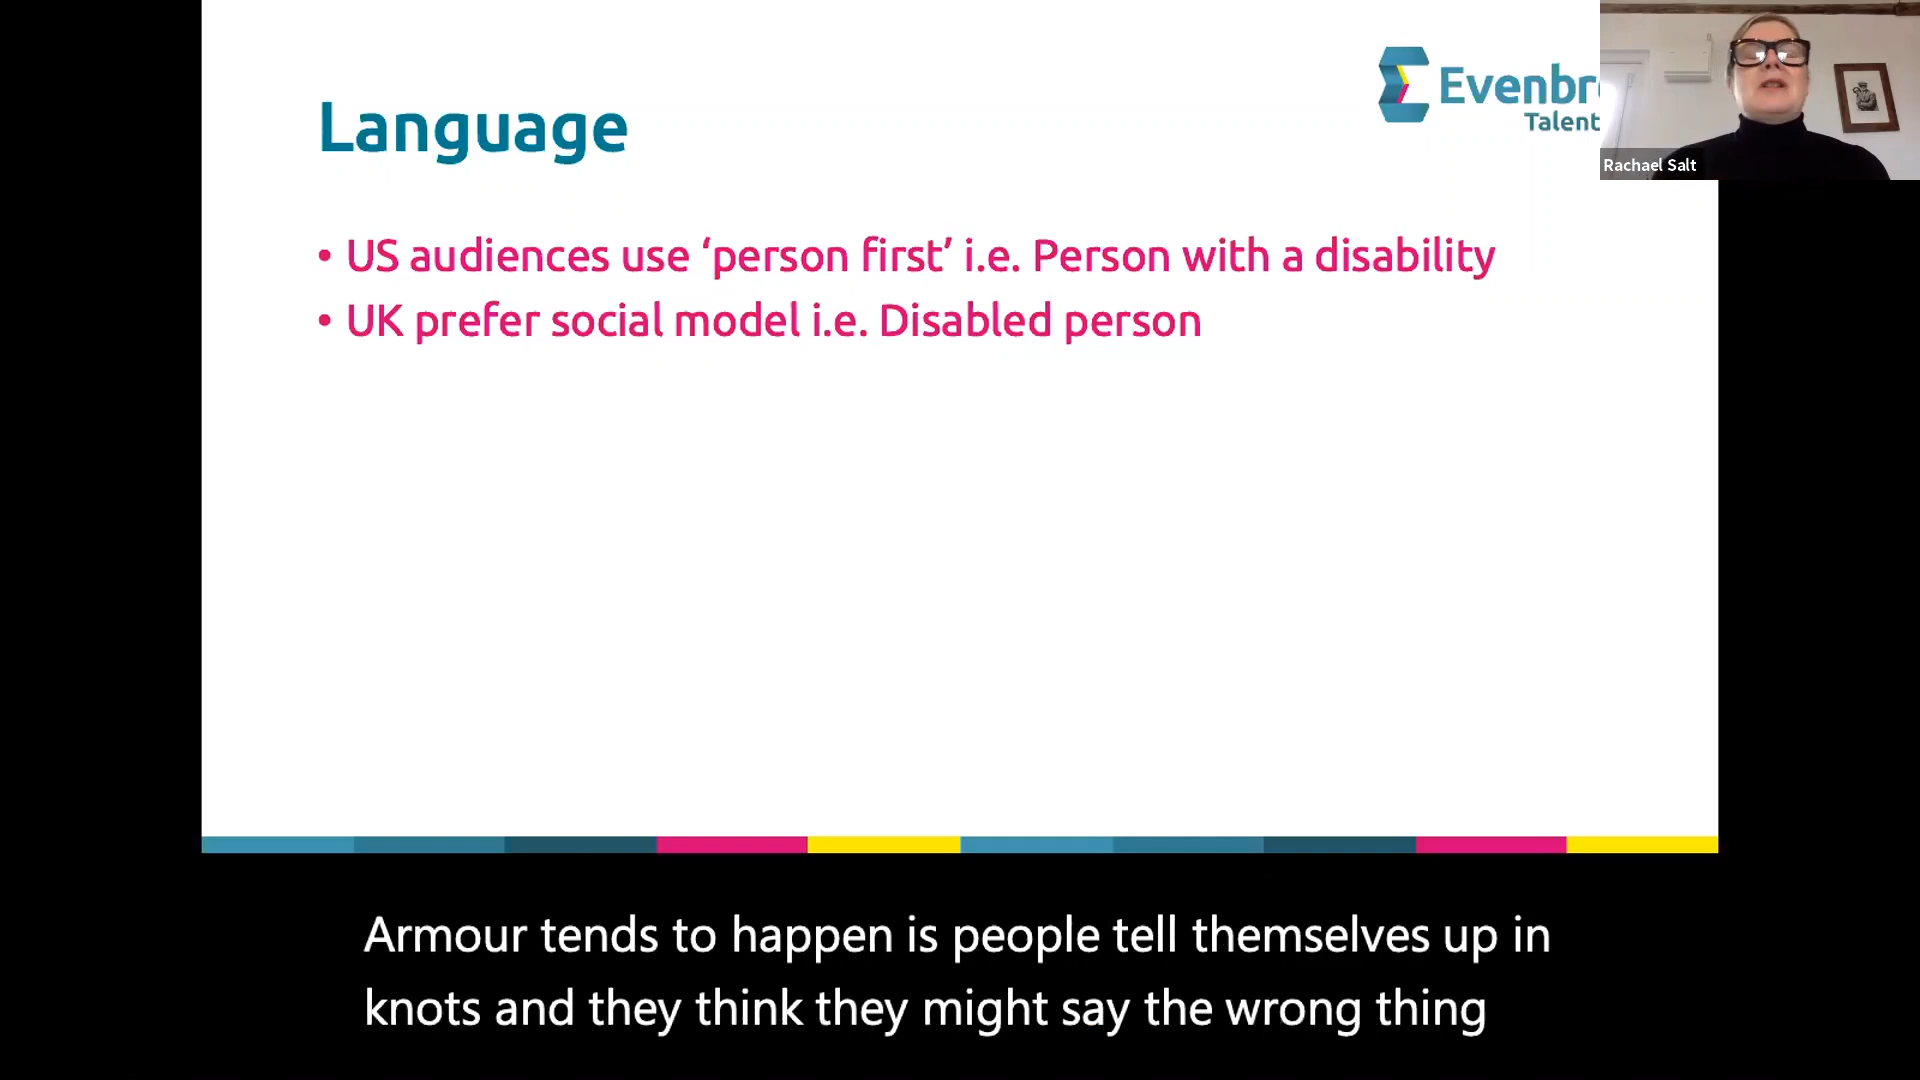 Language
Talent
Rachael Salt
• US audiences use ‘person first’ i.e. Person with a disability
• UK prefer social model i.e. Disabled person
Armour tends to happen is people tell themselves up in
knots and they think they might say the wrong thing